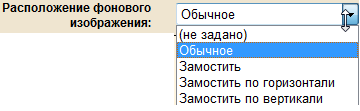 Расположение фонового
изображения:
Обычное
(не задано)
Обычное
Замостить
Замостить по горизонтали
Замостить по вертикали